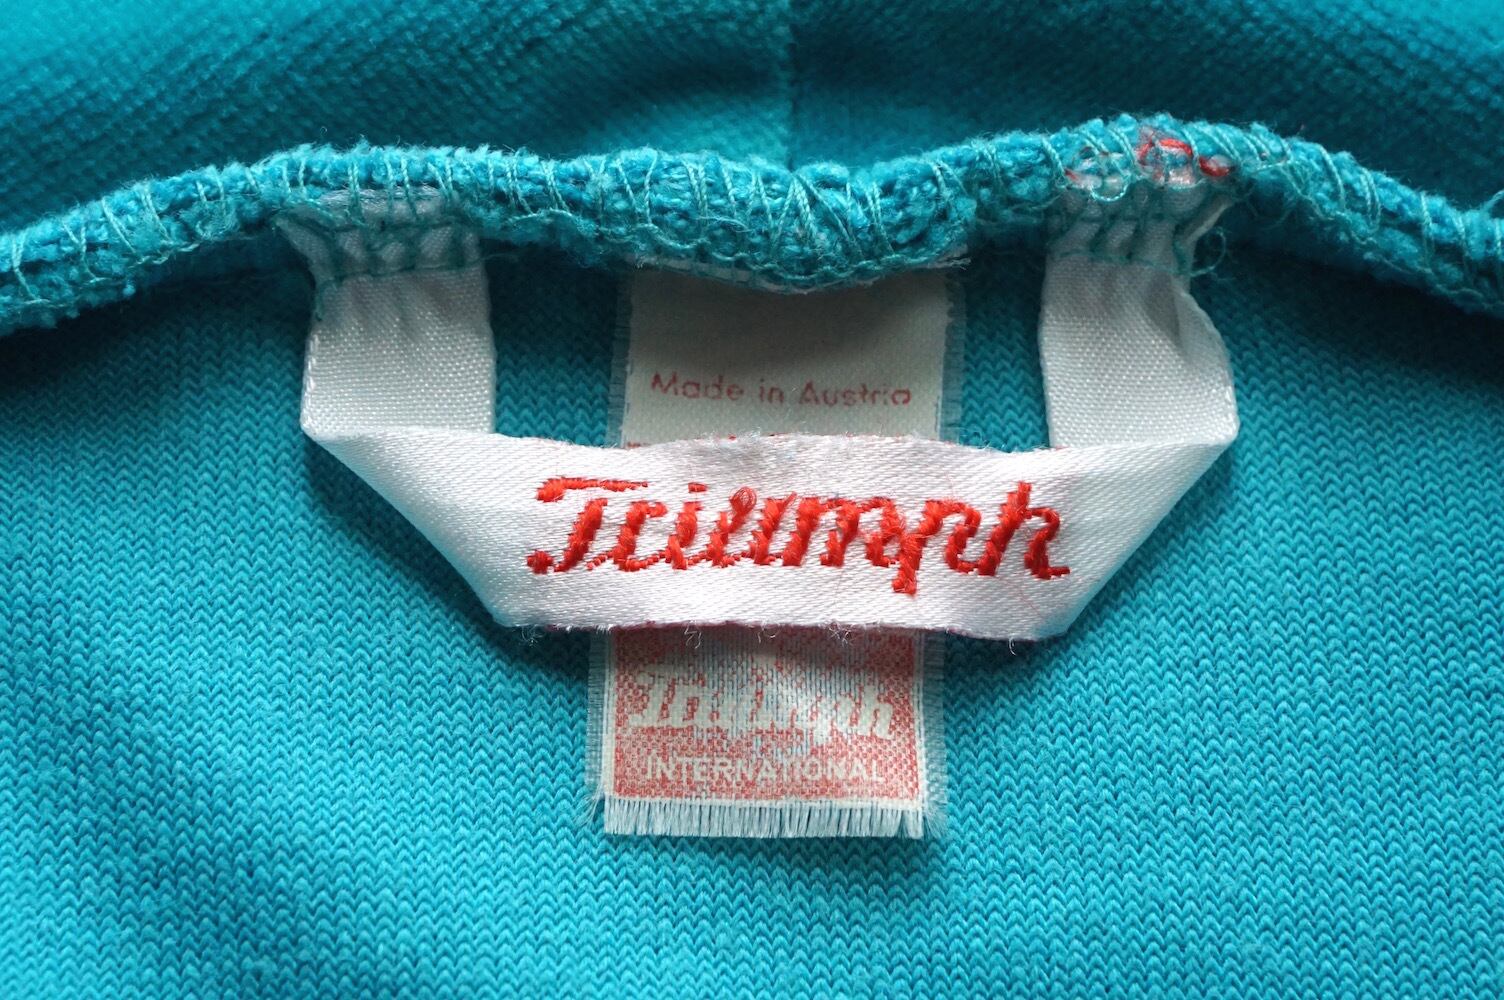 Made in Austria
Triumph
Triumph
INTERNATIONAL